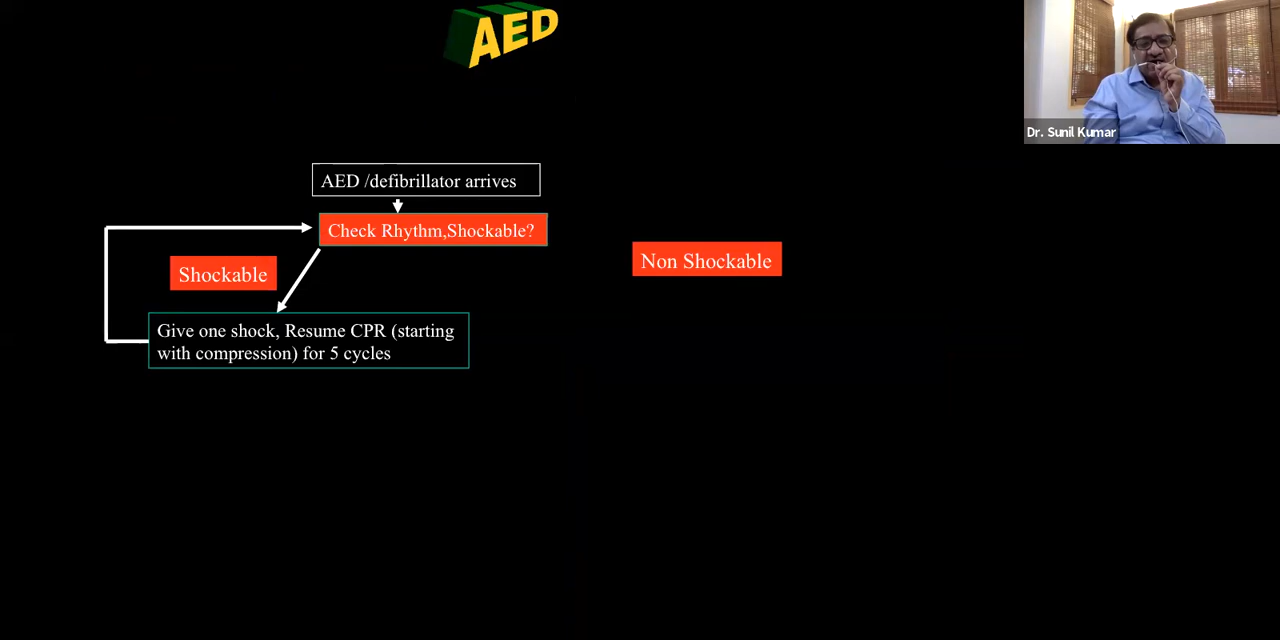 AED
Dr. Sunil Kumar
AED /defibrillator arrives
Check Rhythm,Shockable?
Non Shockable
Shockable
Give one shock, Resume CPR (starting
with compression) for 5 cycles